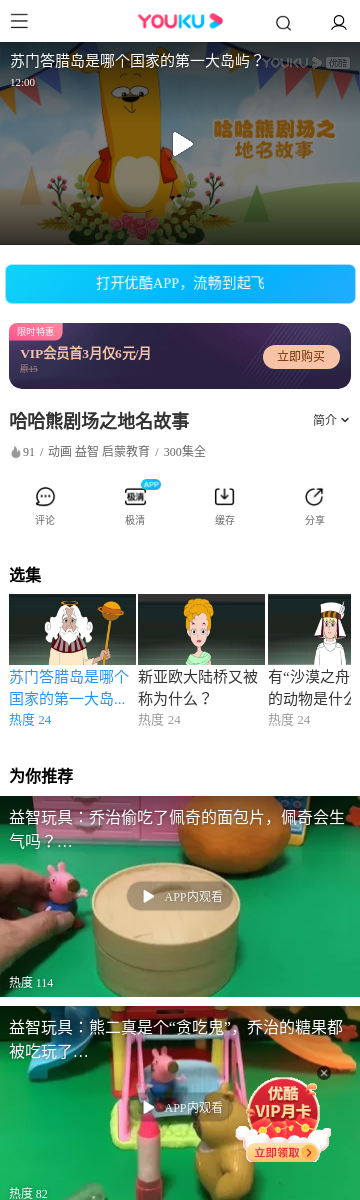 YOUKU
苏门答腊岛是哪个国家的第一大岛屿？
YOUKU 优酷
12:00
哈哈熊剧场之
地名故事
打开优酷APP，流畅到起飞
限时特惠
VIP会员首3月仅6元/月
原15
立即购买
哈哈熊剧场之地名故事
简介
91 / 动画 益智 启蒙教育 / 300集全
极清 APP
评论
极清
缓存
分享
选集
苏门答腊岛是哪个
国家的第一大岛...
热度 24
新亚欧大陆桥又被
称为什么？
热度 24
有“沙漠之舟
的动物是什么
热度 24
为你推荐
益智玩具：乔治偷吃了佩奇的面包片，佩奇会生
气吗？…
APP内观看
热度 114
益智玩具：熊二真是个“贪吃鬼”，乔治的糖果都
被吃玩了…
APP内观看
优酷
VIP月卡
立即领取
热度 82